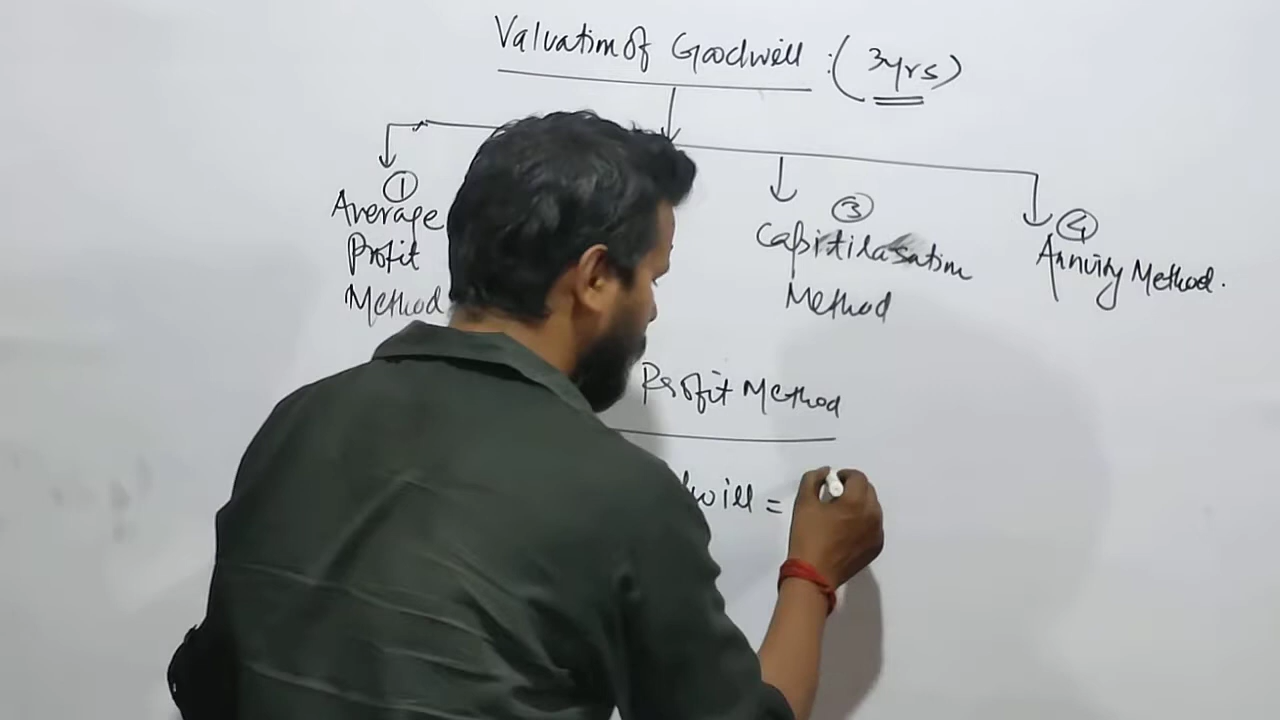 Valuation of Goodwill : (3yrs)
① Average Profit Method
③ Capitilasation Method
④ Annuity Method.
Profit Method
will =